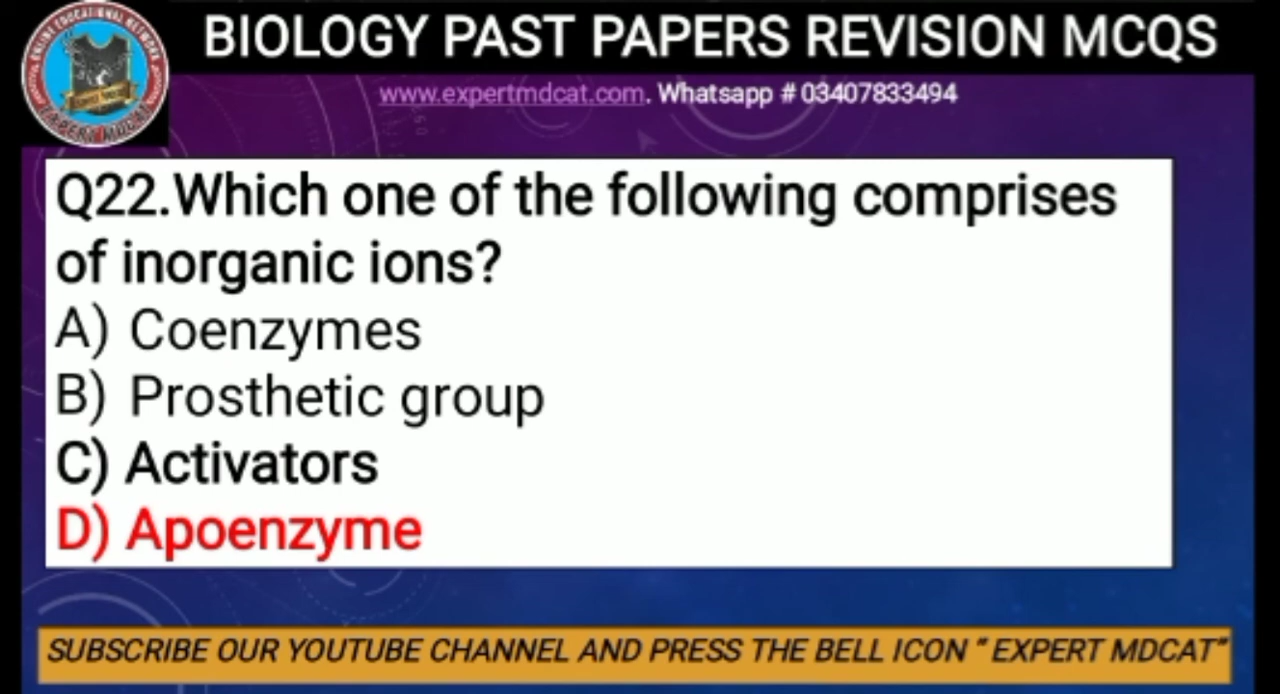 BIOLOGY PAST PAPERS REVISION MCQS
www.expertmdcat.com. Whatsapp # 03407833494
Q22.Which one of the following comprises
of inorganic ions?
A) Coenzymes
B) Prosthetic group
C) Activators
D) Apoenzyme
SUBSCRIBE OUR YOUTUBE CHANNEL AND PRESS THE BELL ICON " EXPERT MDCAT"